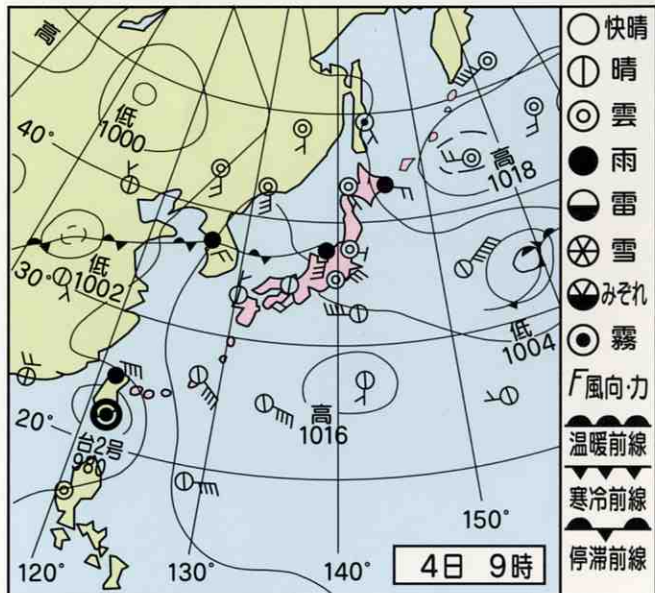 高
低
1000
40°
高
1018
30°
低
1002
低
1004
20°
台2号
980
高
1016
120°
130°
140°
150°
4日 9時
快晴
晴
雲
雨
雷
雪
みぞれ
霧
風向・力
温暖前線
寒冷前線
停滞前線